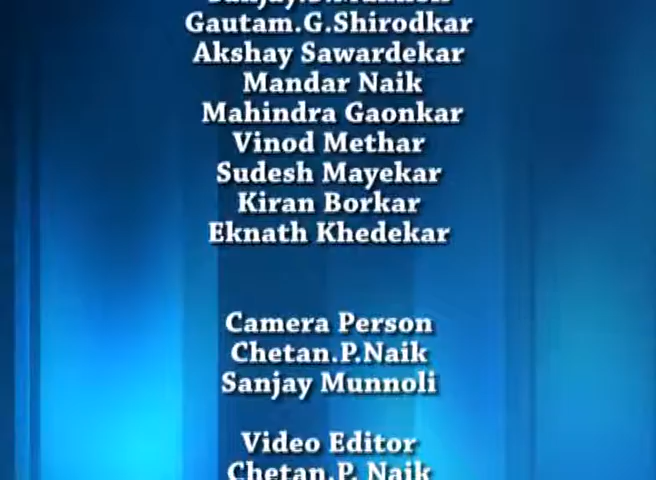 Gautam.G.Shirodkar
Akshay Sawardekar
Mandar Naik
Mahindra Gaonkar
Vinod Methar
Sudesh Mayekar
Kiran Borkar
Eknath Khedekar
Camera Person
Chetan.P.Naik
Sanjay Munnoli
Video Editor
Chetan.P. Naik